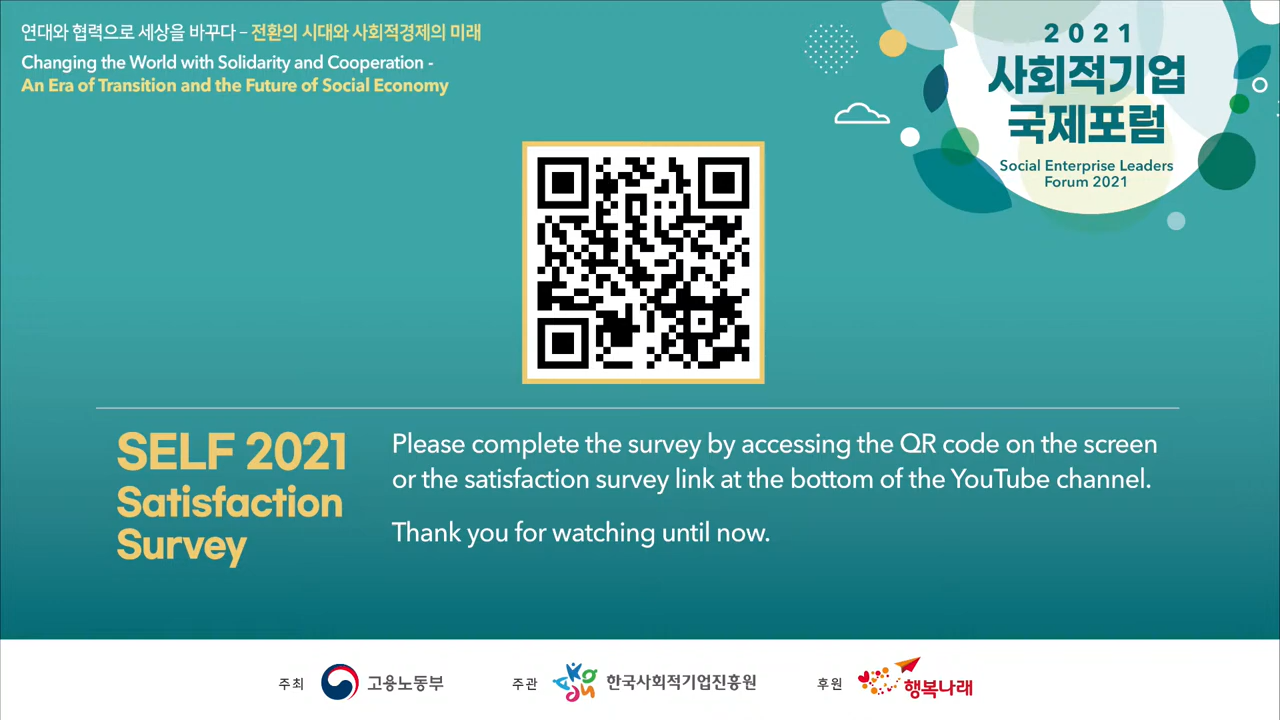 연대와 협력으로 세상을 바꾸다 – 전환의 시대와 사회적경제의 미래
Changing the World with Solidarity and Cooperation -
An Era of Transition and the Future of Social Economy
2021
사회적기업
국제포럼
Social Enterprise Leaders
Forum 2021
SELF 2021
Satisfaction
Survey
Please complete the survey by accessing the QR code on the screen
or the satisfaction survey link at the bottom of the YouTube channel.
Thank you for watching until now.
주최 고용노동부 주관 한국사회적기업진흥원 후원 행복나래